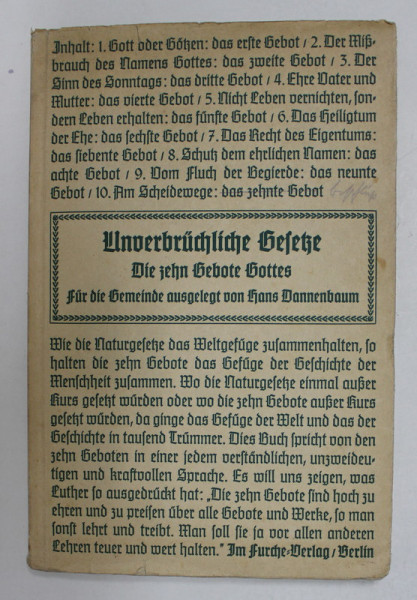 Inhalt: 1. Gott oder Götzen: das erste Gebot / 2. Der Miß-
brauch des Namens Gottes: das zweite Gebot / 3. Der
Sinn des Sonntags: das dritte Gebot / 4. Ehre Vater und
Mutter: das vierte Gebot / 5. Nicht Leben vernichten, son-
dern Leben erhalten: das fünfte Gebot / 6. Das Heiligtum
der Ehe: das sechste Gebot / 7. Das Recht des Eigentums:
das siebente Gebot / 8. Schutz dem ehrlichen Namen: das
achte Gebot / 9. Vom Fluch der Begierde: das neunte
Gebot / 10. Am Scheidewege: das zehnte Gebot
Unverbrüchliche Gesetze
Die zehn Gebote Gottes
Für die Gemeinde ausgelegt von Hans Dannenbaum
Wie die Naturgesetze das Weltgefüge zusammenhalten, so
halten die zehn Gebote das Gefüge der Geschichte der
Menschheit zusammen. Wo die Naturgesetze einmal außer
Kurs gesetzt würden oder wo die zehn Gebote außer Kurs
gesetzt würden, da ginge das Gefüge der Welt und das der
Geschichte in tausend Trümmer. Dies Buch spricht von den
zehn Geboten in einer jedem verständlichen, unzweideu-
tigen und kraftvollen Sprache. Es will uns zeigen, was
Luther so ausgedrückt hat: „Die zehn Gebote sind hoch zu
ehren und zu preisen über alle Gebote und Werke, so man
sonst lehrt und treibt. Man soll sie ja vor allen anderen
Lehren teuer und wert halten." Im Furche-Verlag / Berlin